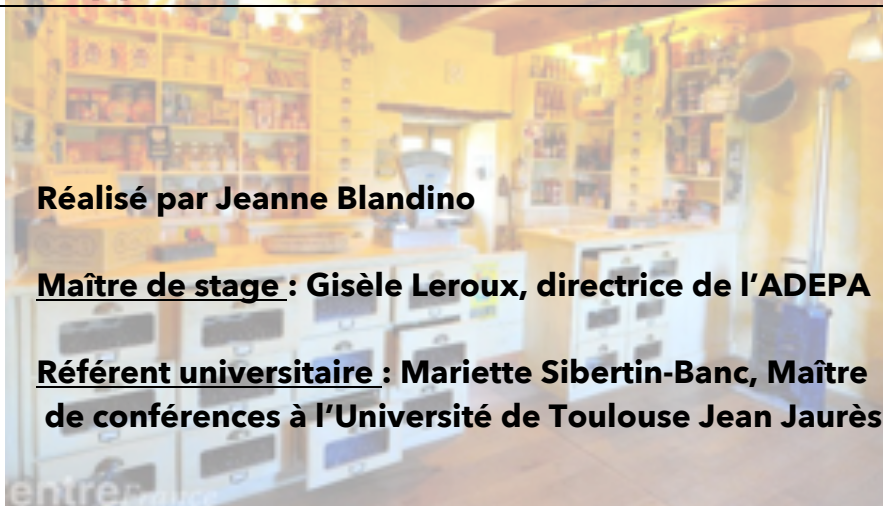 Réalisé par Jeanne Blandino
Maître de stage : Gisèle Leroux, directrice de l’ADEPA
Référent universitaire : Mariette Sibertin-Banc, Maître
de conférences à l’Université de Toulouse Jean Jaurès
entreFrance